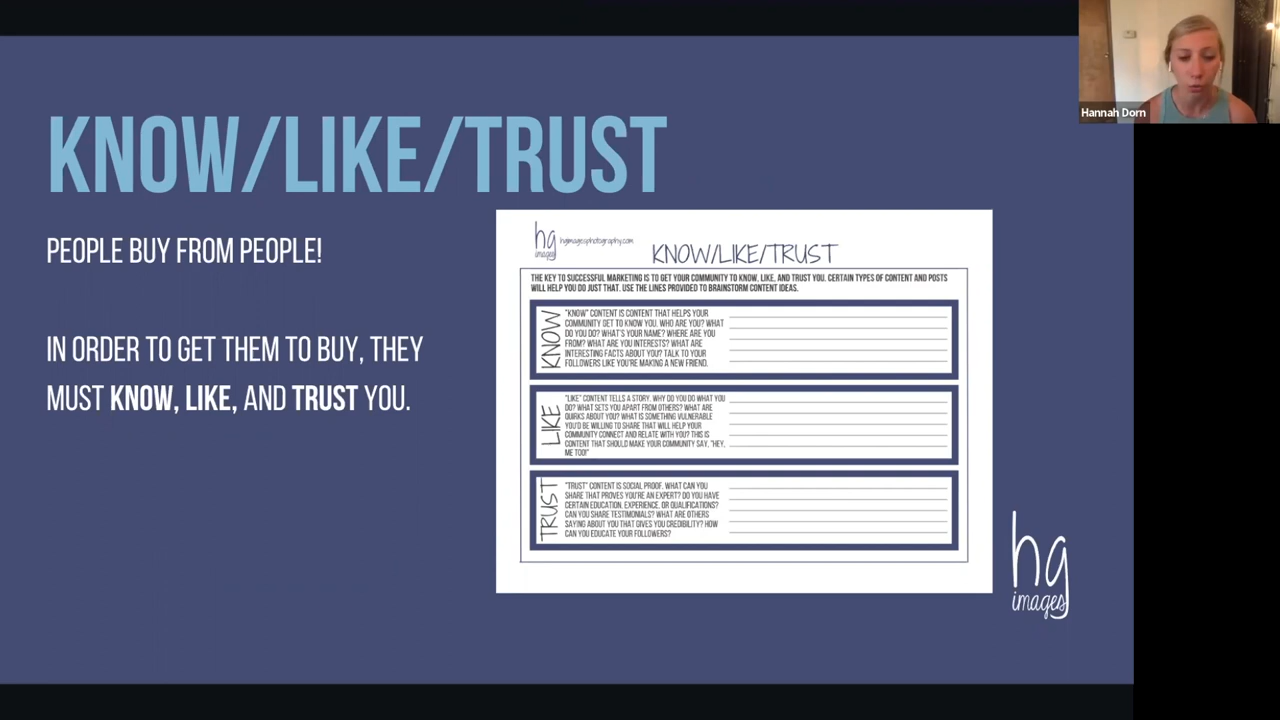 KNOW/LIKE/TRUST
PEOPLE BUY FROM PEOPLE!
IN ORDER TO GET THEM TO BUY, THEY
MUST KNOW, LIKE, AND TRUST YOU.
hg
images
hgimagesphotography.com
KNOW/LIKE/TRUST
THE KEY TO SUCCESSFUL MARKETING IS TO GET YOUR COMMUNITY TO KNOW, LIKE, AND TRUST YOU. CERTAIN TYPES OF CONTENT AND POSTS
WILL HELP YOU DO JUST THAT. USE THE LINES PROVIDED TO BRAINSTORM CONTENT IDEAS.
KNOW
"KNOW" CONTENT IS CONTENT THAT HELPS YOUR
COMMUNITY GET TO KNOW YOU. WHO ARE YOU? WHAT
DO YOU DO? WHAT'S YOUR NAME? WHERE ARE YOU
FROM? WHAT ARE YOU INTERESTS? WHAT ARE
INTERESTING FACTS ABOUT YOU? TALK TO YOUR
FOLLOWERS LIKE YOU'RE MAKING A NEW FRIEND.
LIKE
"LIKE" CONTENT TELLS A STORY. WHY DO YOU DO WHAT YOU
DO? WHAT SETS YOU APART FROM OTHERS? WHAT ARE
QUIRKS ABOUT YOU? WHAT IS SOMETHING VULNERABLE
YOU'D BE WILLING TO SHARE THAT WILL HELP YOUR
COMMUNITY CONNECT AND RELATE WITH YOU? THIS IS
CONTENT THAT SHOULD MAKE YOUR COMMUNITY SAY, "HEY,
ME TOO!"
TRUST
"TRUST" CONTENT IS SOCIAL PROOF. WHAT CAN YOU
SHARE THAT PROVES YOU'RE AN EXPERT? DO YOU HAVE
CERTAIN EDUCATION, EXPERIENCE, OR QUALIFICATIONS?
CAN YOU SHARE TESTIMONIALS? WHAT ARE OTHERS
SAYING ABOUT YOU THAT GIVES YOU CREDIBILITY? HOW
CAN YOU EDUCATE YOUR FOLLOWERS?
hg
images
Hannah Dorn